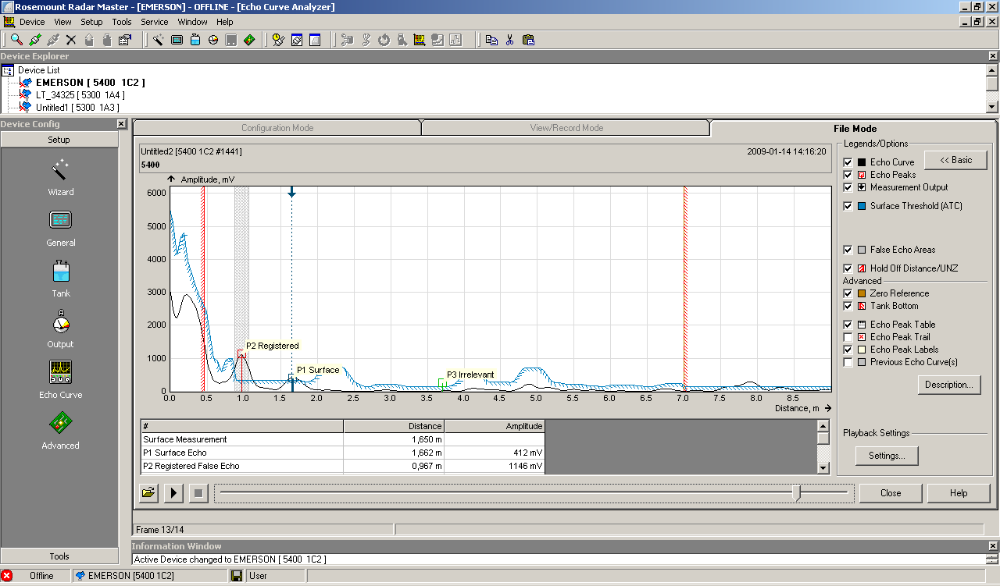 Rosemount Radar Master - [EMERSON] - OFFLINE - [Echo Curve Analyzer]
Device View Setup Tools Service Window Help
Device Explorer
Device List
EMERSON [ 5400 1C2 ]
LT_34325 [ 5300 1A4 ]
Untitled1 [ 5300 1A3 ]
Device Config
Setup
Wizard
General
Tank
Output
Echo Curve
Advanced
Tools
Configuration Mode View/Record Mode File Mode
Untitled2 [5400 1C2 #1441] 2009-01-14 14:16:20
5400
Amplitude, mV
6000
5000
4000
3000
2000
1000
0
P2 Registered
P1 Surface
P3 Irrelevant
0.0 0.5 1.0 1.5 2.0 2.5 3.0 3.5 4.0 4.5 5.0 5.5 6.0 6.5 7.0 7.5 8.0 8.5
Distance, m
# Distance Amplitude
Surface Measurement 1,650 m
P1 Surface Echo 1,662 m 412 mV
P2 Registered False Echo 0,967 m 1146 mV
Legends/Options
<< Basic
Echo Curve
Echo Peaks
Measurement Output
Surface Threshold (ATC)
False Echo Areas
Hold Off Distance/UNZ
Advanced
Zero Reference
Tank Bottom
Echo Peak Table
Echo Peak Trail
Echo Peak Labels
Previous Echo Curve(s)
Description...
Playback Settings
Settings...
Close Help
Frame 13/14
Information Window
Active Device changed to EMERSON [ 5400 1C2 ]
Offline EMERSON [5400 1C2] User